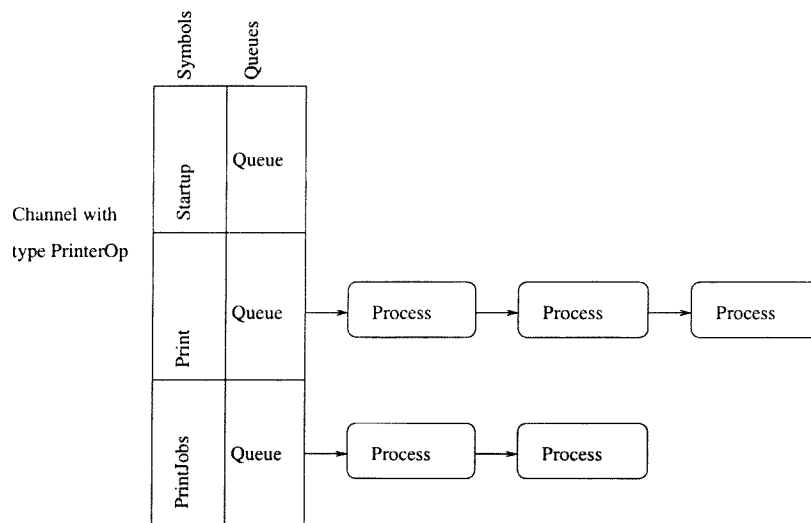 Symbols
Queues
Channel with
type PrinterOp
Startup
Queue
Print
Queue
Process
Process
Process
PrintJobs
Queue
Process
Process